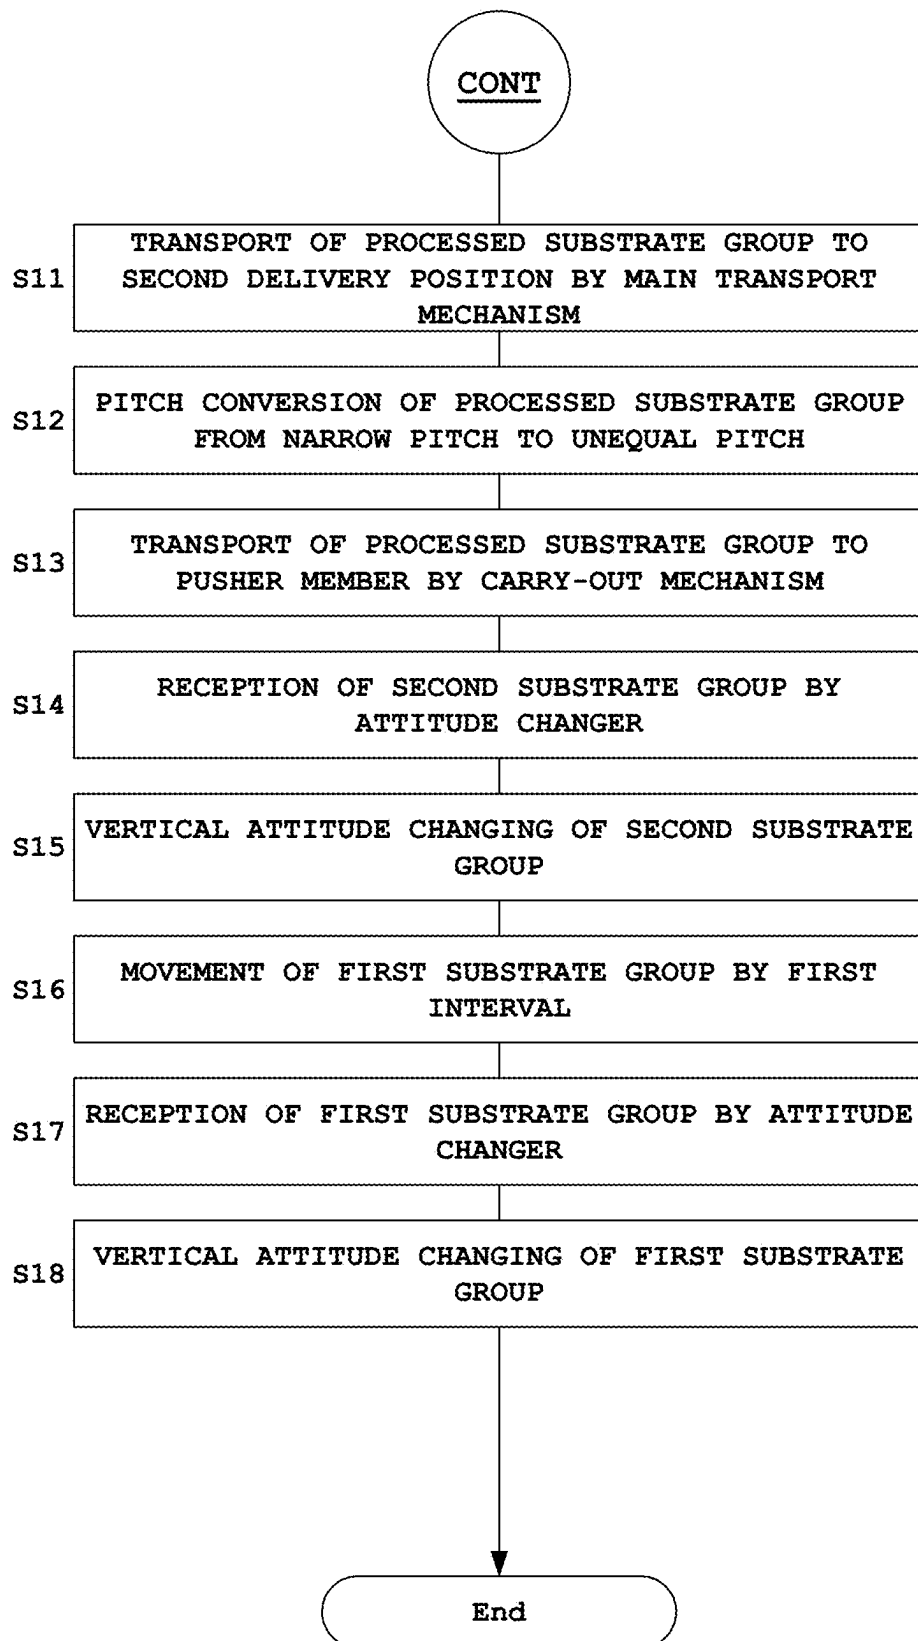 CONT
S11
TRANSPORT OF PROCESSED SUBSTRATE GROUP TO
SECOND DELIVERY POSITION BY MAIN TRANSPORT
MECHANISM
S12
PITCH CONVERSION OF PROCESSED SUBSTRATE GROUP
FROM NARROW PITCH TO UNEQUAL PITCH
S13
TRANSPORT OF PROCESSED SUBSTRATE GROUP TO
PUSHER MEMBER BY CARRY-OUT MECHANISM
S14
RECEPTION OF SECOND SUBSTRATE GROUP BY
ATTITUDE CHANGER
S15
VERTICAL ATTITUDE CHANGING OF SECOND SUBSTRATE
GROUP
S16
MOVEMENT OF FIRST SUBSTRATE GROUP BY FIRST
INTERVAL
S17
RECEPTION OF FIRST SUBSTRATE GROUP BY ATTITUDE
CHANGER
S18
VERTICAL ATTITUDE CHANGING OF FIRST SUBSTRATE
GROUP
End